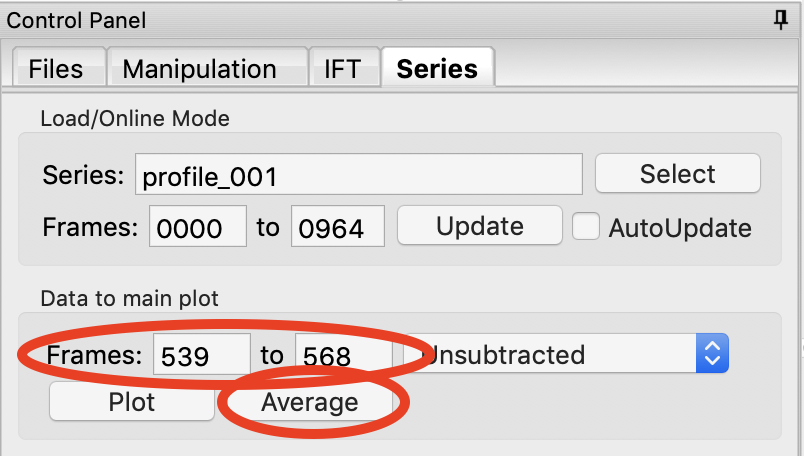 Control Panel
Files Manipulation IFT Series
Load/Online Mode
Series: profile_001 Select
Frames: 0000 to 0964 Update AutoUpdate
Data to main plot
Frames: 539 to 568 Unsubtracted
Plot Average